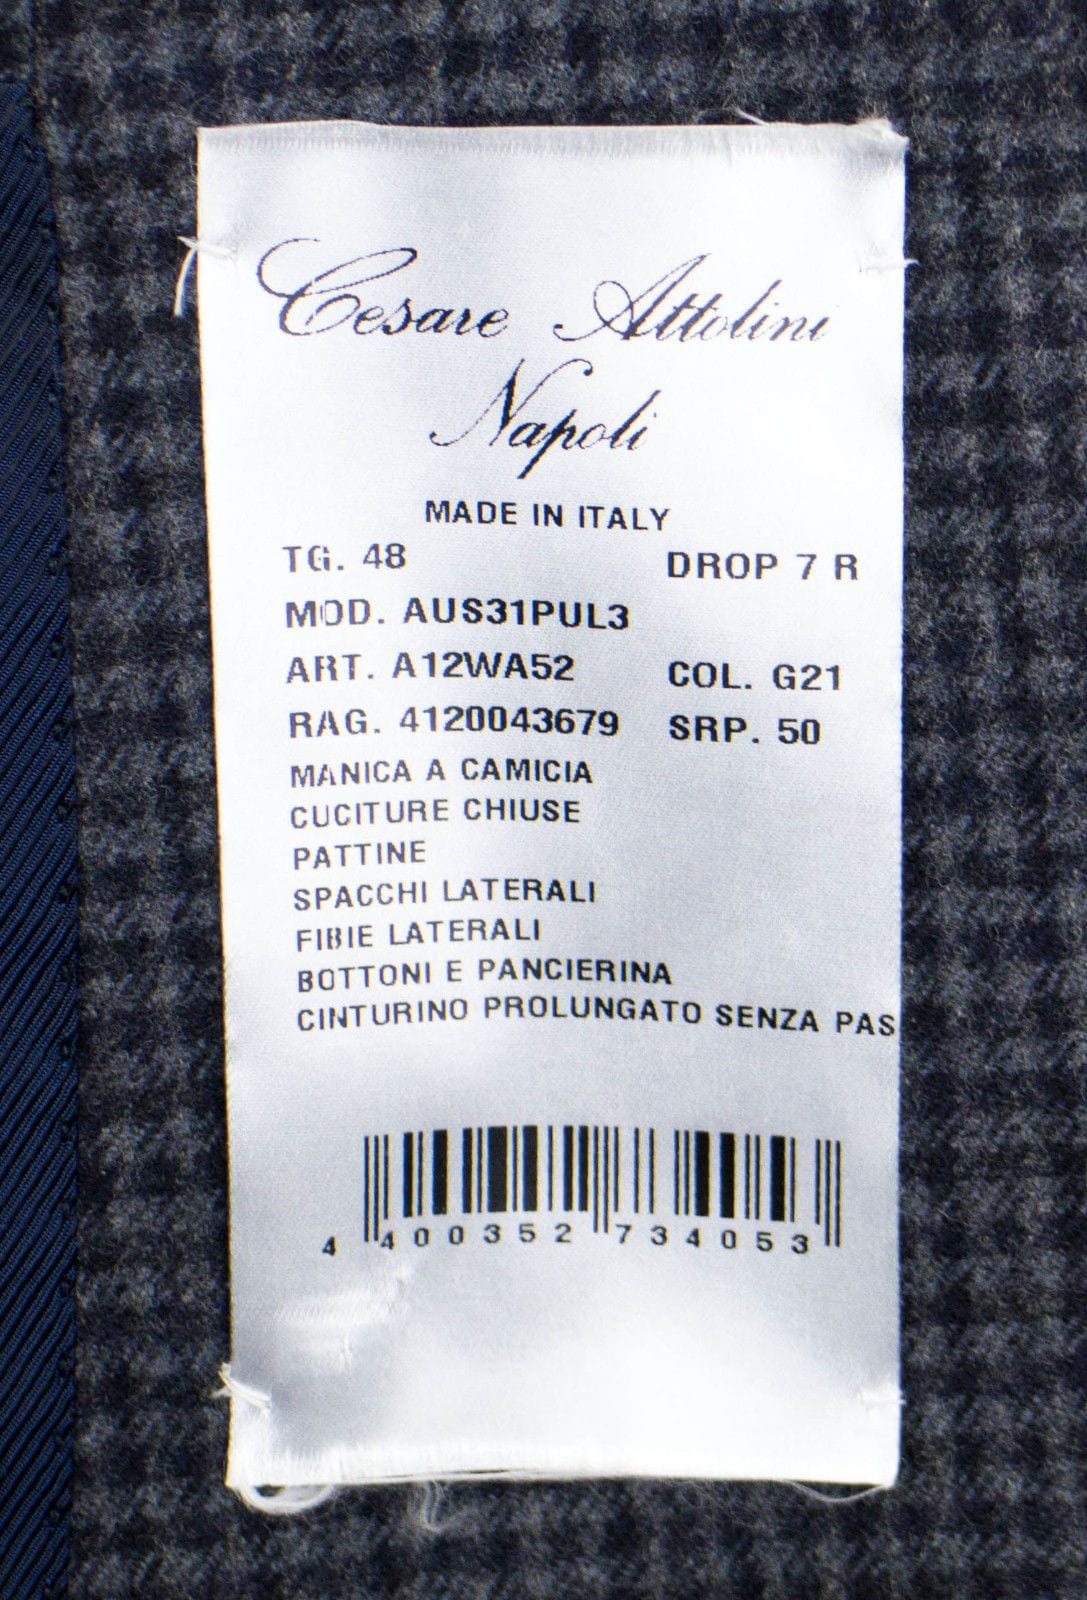 Cesare Attolini
Napoli
MADE IN ITALY
TG. 48 DROP 7 R
MOD. AUS31PUL3
ART. A12WA52 COL. G21
RAG. 4120043679 SRP. 50
MANICA A CAMICIA
CUCITURE CHIUSE
PATTINE
SPACCHI LATERALI
FIBIE LATERALI
BOTTONI E PANCIERINA
CINTURINO PROLUNGATO SENZA PAS
4 400352 734053